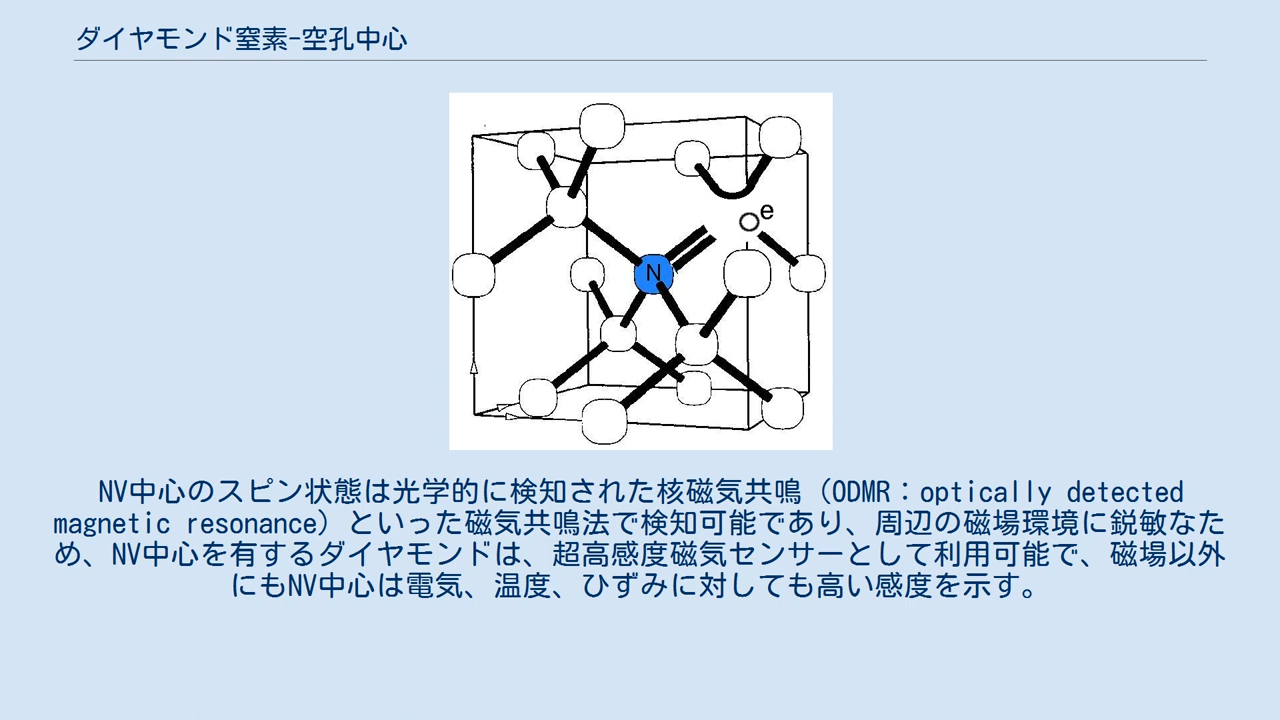 ダイヤモンド窒素-空孔中心
e
N
NV中心のスピン状態は光学的に検知された核磁気共鳴（ODMR：optically detected
magnetic resonance）といった磁気共鳴法で検知可能であり、周辺の磁場環境に鋭敏なた
め、NV中心を有するダイヤモンドは、超高感度磁気センサーとして利用可能で、磁場以外
にもNV中心は電気、温度、ひずみに対しても高い感度を示す。